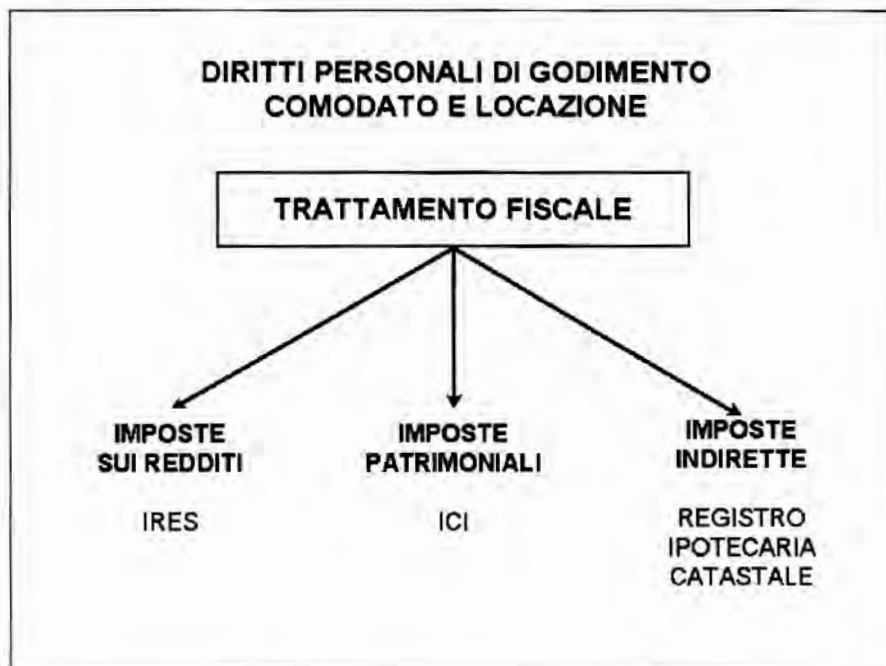 DIRITTI PERSONALI DI GODIMENTO
COMODATO E LOCAZIONE
TRATTAMENTO FISCALE
IMPOSTE
SUI REDDITI
IRES
IMPOSTE
PATRIMONIALI
ICI
IMPOSTE
INDIRETTE
REGISTRO
IPOTECARIA
CATASTALE